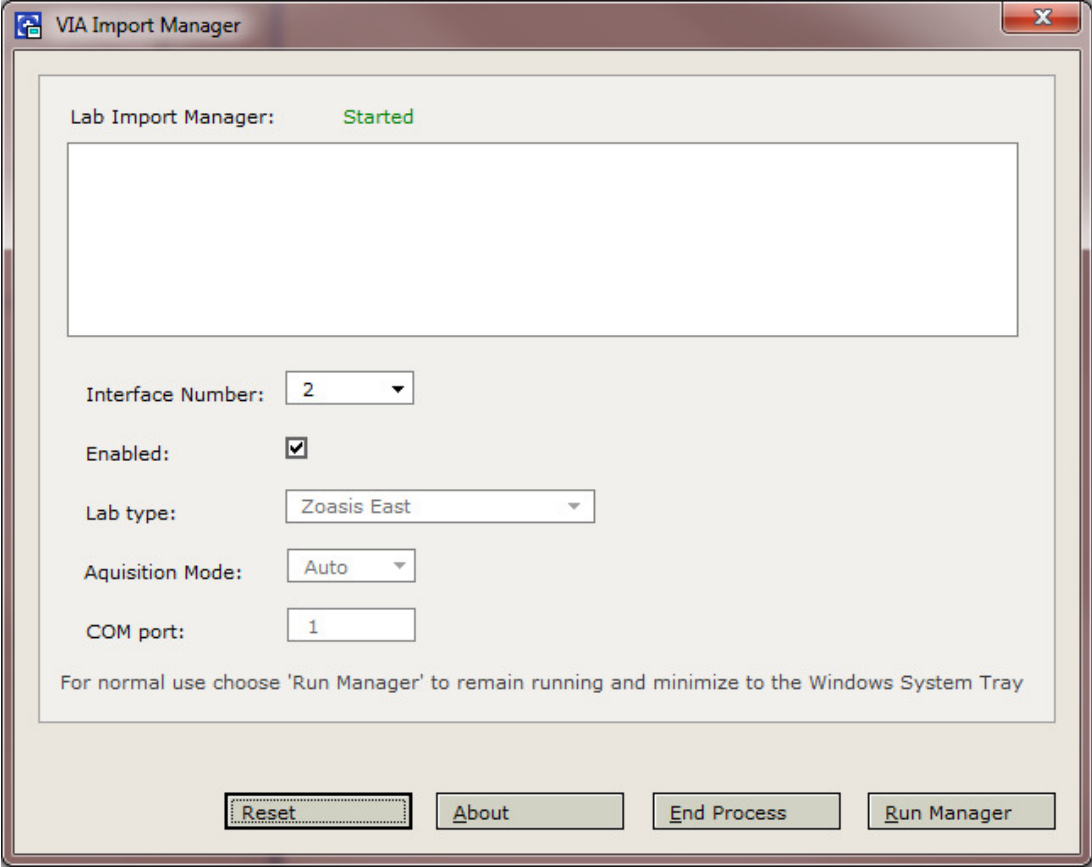 VIA Import Manager
Lab Import Manager: Started
Interface Number: 2
Enabled:
Lab type: Zoasis East
Aquisition Mode: Auto
COM port: 1
For normal use choose 'Run Manager' to remain running and minimize to the Windows System Tray
Reset About End Process Run Manager